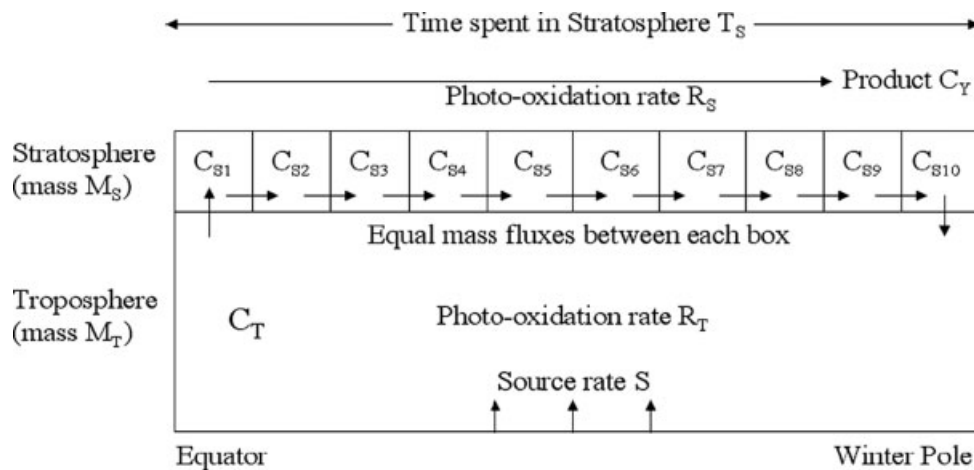 Time spent in Stratosphere T_S
Product C_Y
Photo-oxidation rate R_S
Stratosphere
(mass M_S)
C_S1 C_S2 C_S3 C_S4 C_S5 C_S6 C_S7 C_S8 C_S9 C_S10
Equal mass fluxes between each box
Troposphere
(mass M_T)
C_T
Photo-oxidation rate R_T
Source rate S
Equator Winter Pole